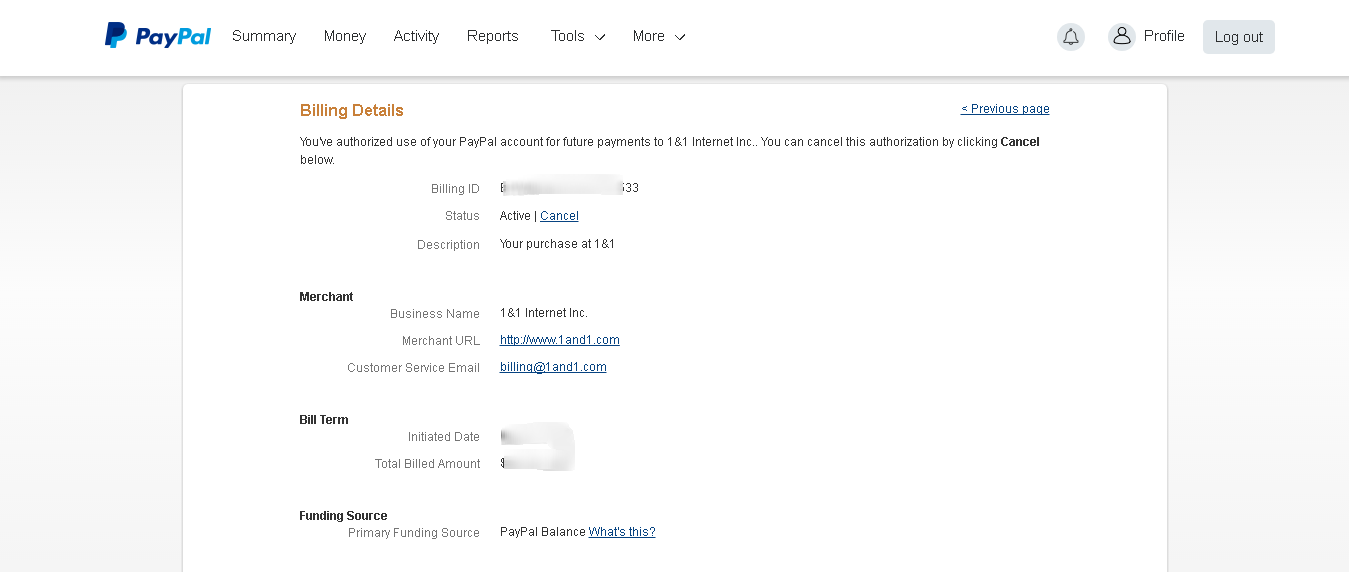 PayPal Summary Money Activity Reports Tools More Profile Log out
Billing Details < Previous page
You've authorized use of your PayPal account for future payments to 1&1 Internet Inc.. You can cancel this authorization by clicking Cancel
below.
Billing ID 533
Status Active | Cancel
Description Your purchase at 1&1
Merchant
Business Name 1&1 Internet Inc.
Merchant URL http://www.1and1.com
Customer Service Email billing@1and1.com
Bill Term
Initiated Date
Total Billed Amount
Funding Source
Primary Funding Source PayPal Balance What's this?